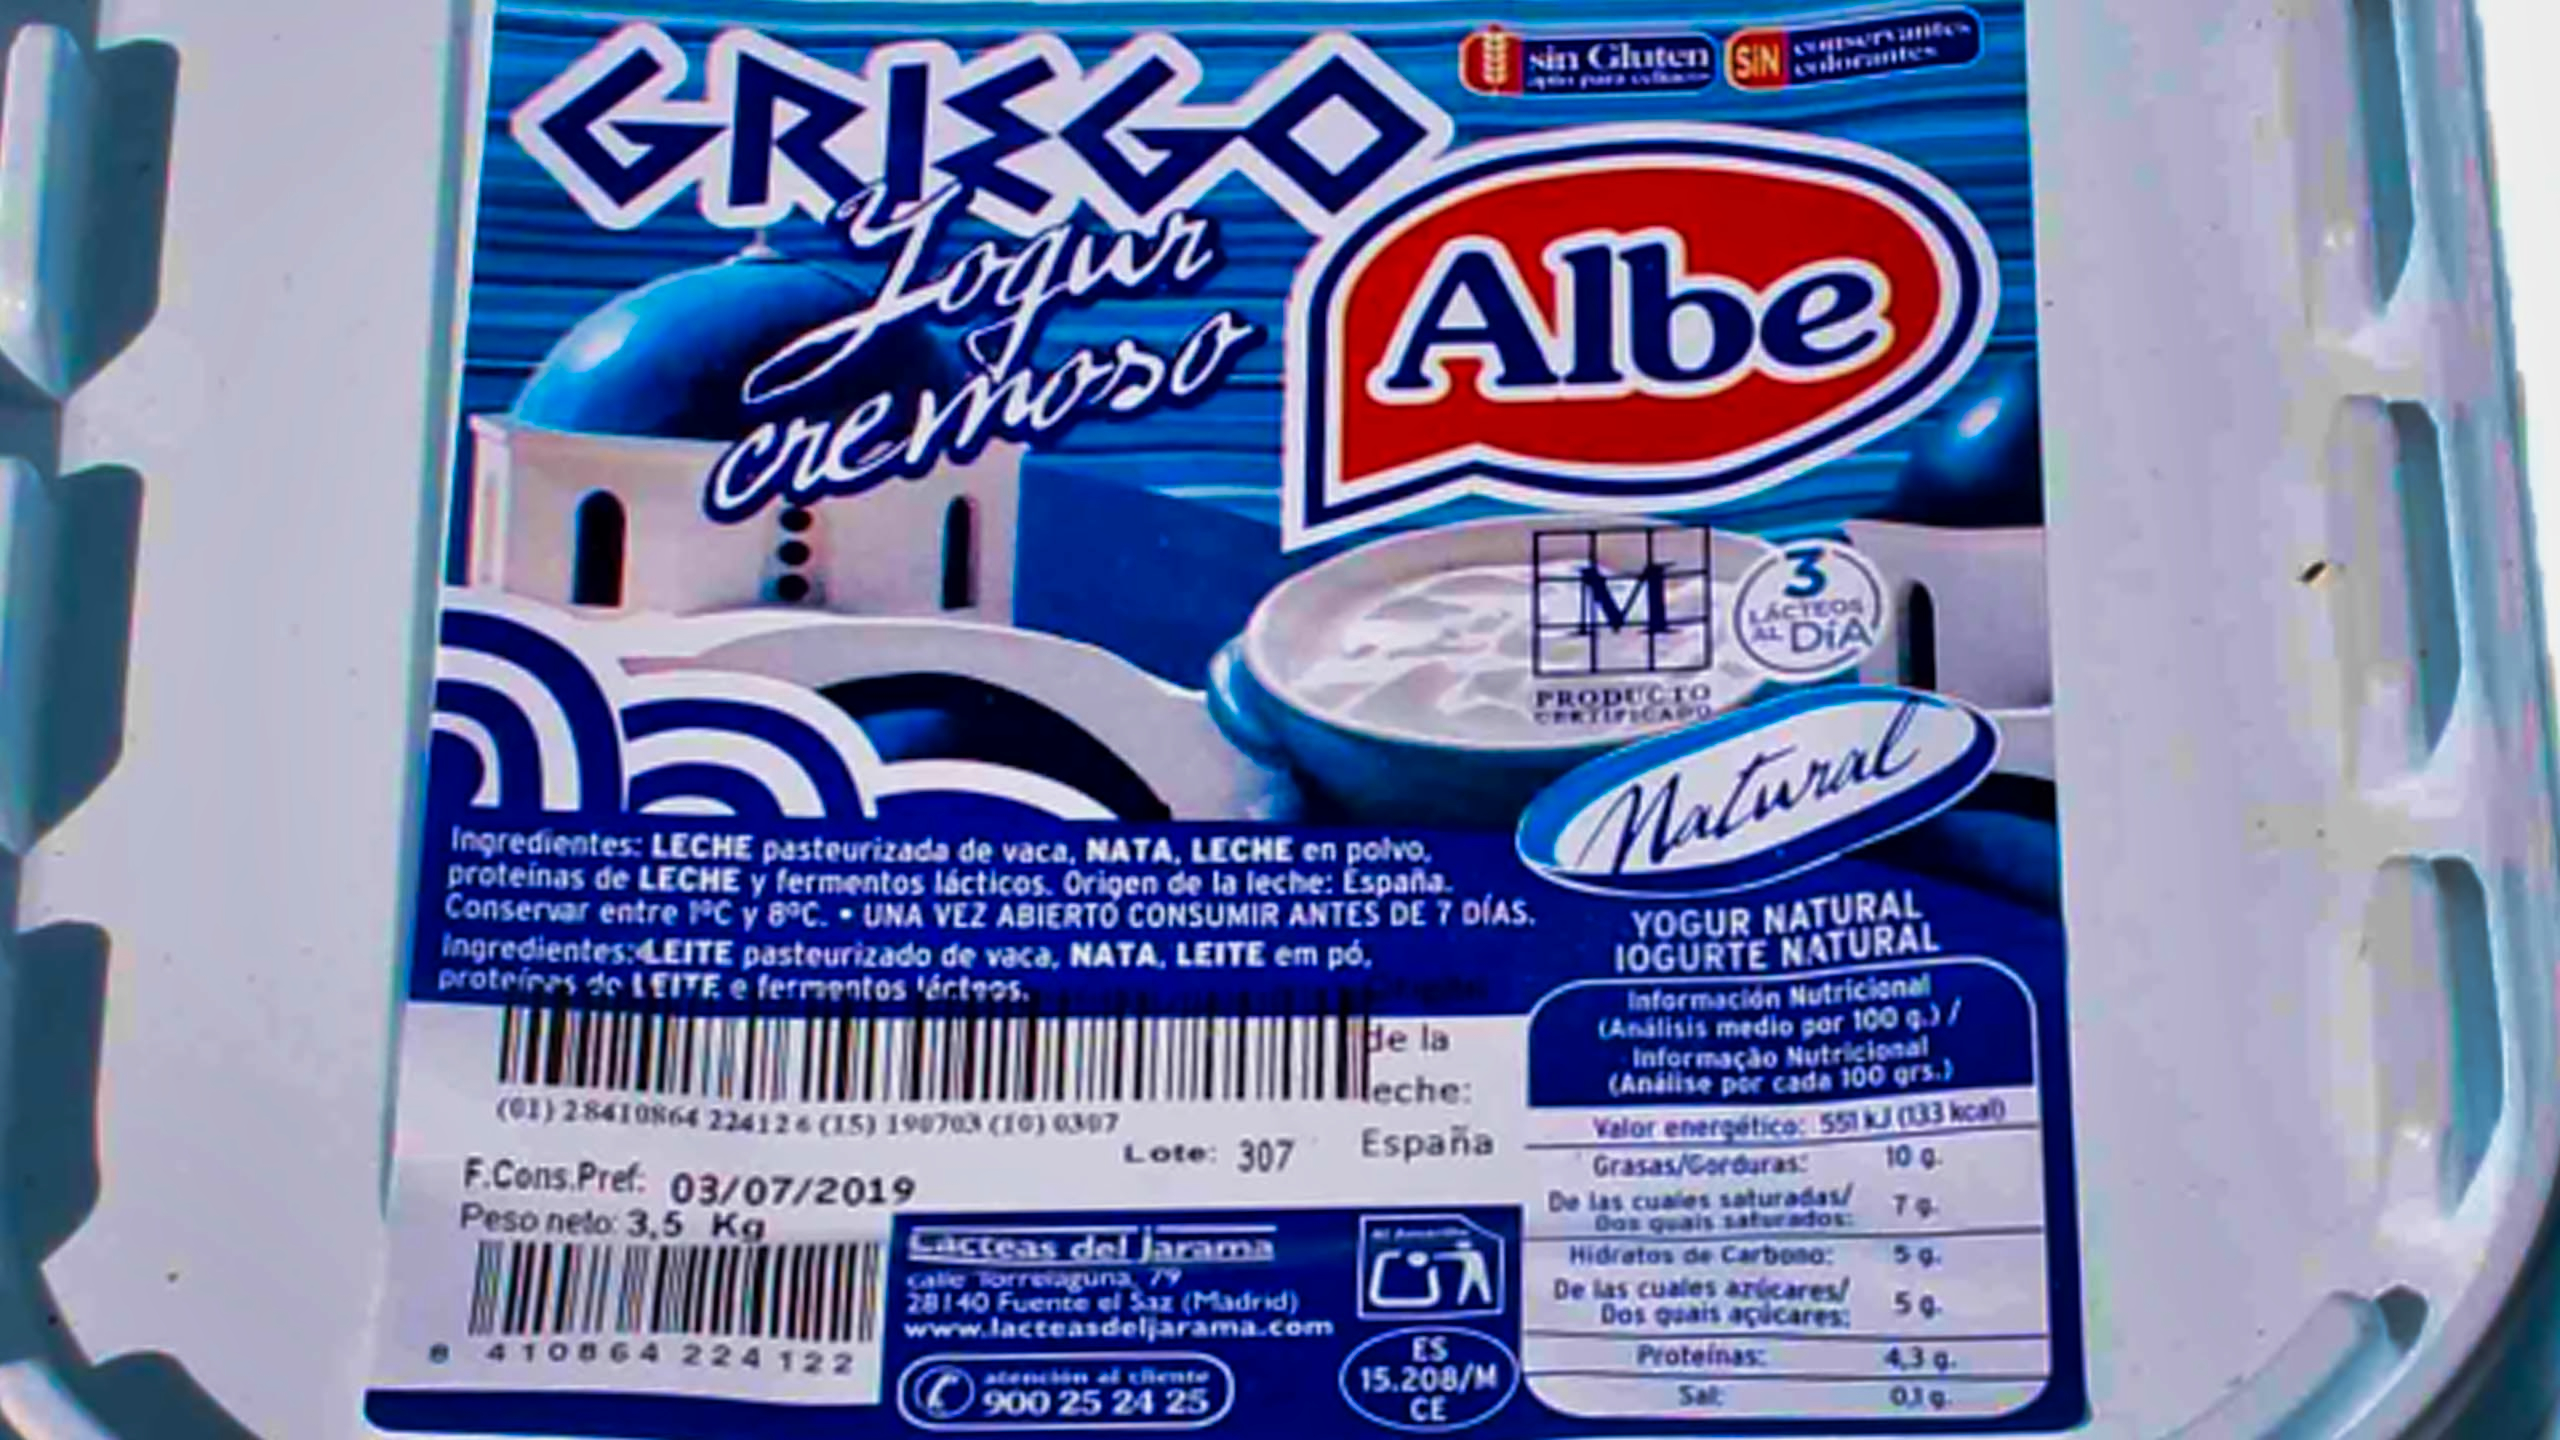 GRIEGO
Yogur
cremoso
sin Gluten
apto para celíacos
SIN
conservantes
colorantes
Albe
M
PRODUCTO
CERTIFICADO
3
LÁCTEOS
AL DÍA
Natural
Ingredientes: LECHE pasteurizada de vaca, NATA, LECHE en polvo,
proteínas de LECHE y fermentos lácticos. Origen de la leche: España.
Conservar entre 1ºC y 8ºC. • UNA VEZ ABIERTO CONSUMIR ANTES DE 7 DÍAS.
Ingredientes: LEITE pasteurizado de vaca, NATA, LEITE em pó,
proteínas de LEITE e fermentos lácteos.
de la
leche:
España
(01) 28410864 224126 (15) 190703 (10) 0307
Lote: 307
F.Cons.Pref: 03/07/2019
Peso neto: 3,5 Kg
8 410864 224122
Lácteas del Jarama
calle Torrelaguna, 79
28140 Fuente el Saz (Madrid)
www.lacteasdeljarama.com
atención al cliente
900 25 24 25
Al Amarillo
ES
15.208/M
CE
YOGUR NATURAL
IOGURTE NATURAL
Información Nutricional
(Análisis medio por 100 g.) /
Informação Nutricional
(Análise por cada 100 grs.)
Valor energético: 551 kJ (133 kcal)
Grasas/Gorduras: 10 g.
De las cuales saturadas/
Dos quais saturados: 7 g.
Hidratos de Carbono: 5 g.
De las cuales azúcares/
Dos quais açúcares: 5 g.
Proteínas: 4,3 g.
Sal: 0,1 g.